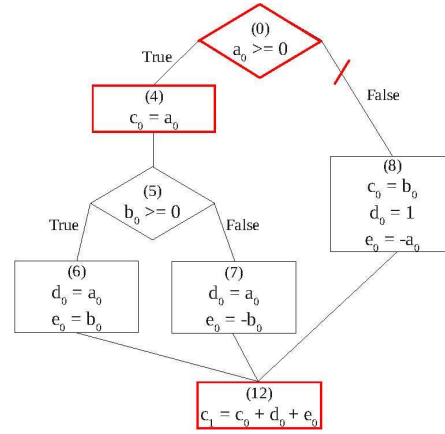 (0)
a₀ >= 0
True
False
(4)
c₀ = a₀
(5)
b₀ >= 0
True
False
(8)
c₀ = b₀
d₀ = 1
e₀ = -a₀
(6)
d₀ = a₀
e₀ = b₀
(7)
d₀ = a₀
e₀ = -b₀
(12)
c₁ = c₀ + d₀ + e₀